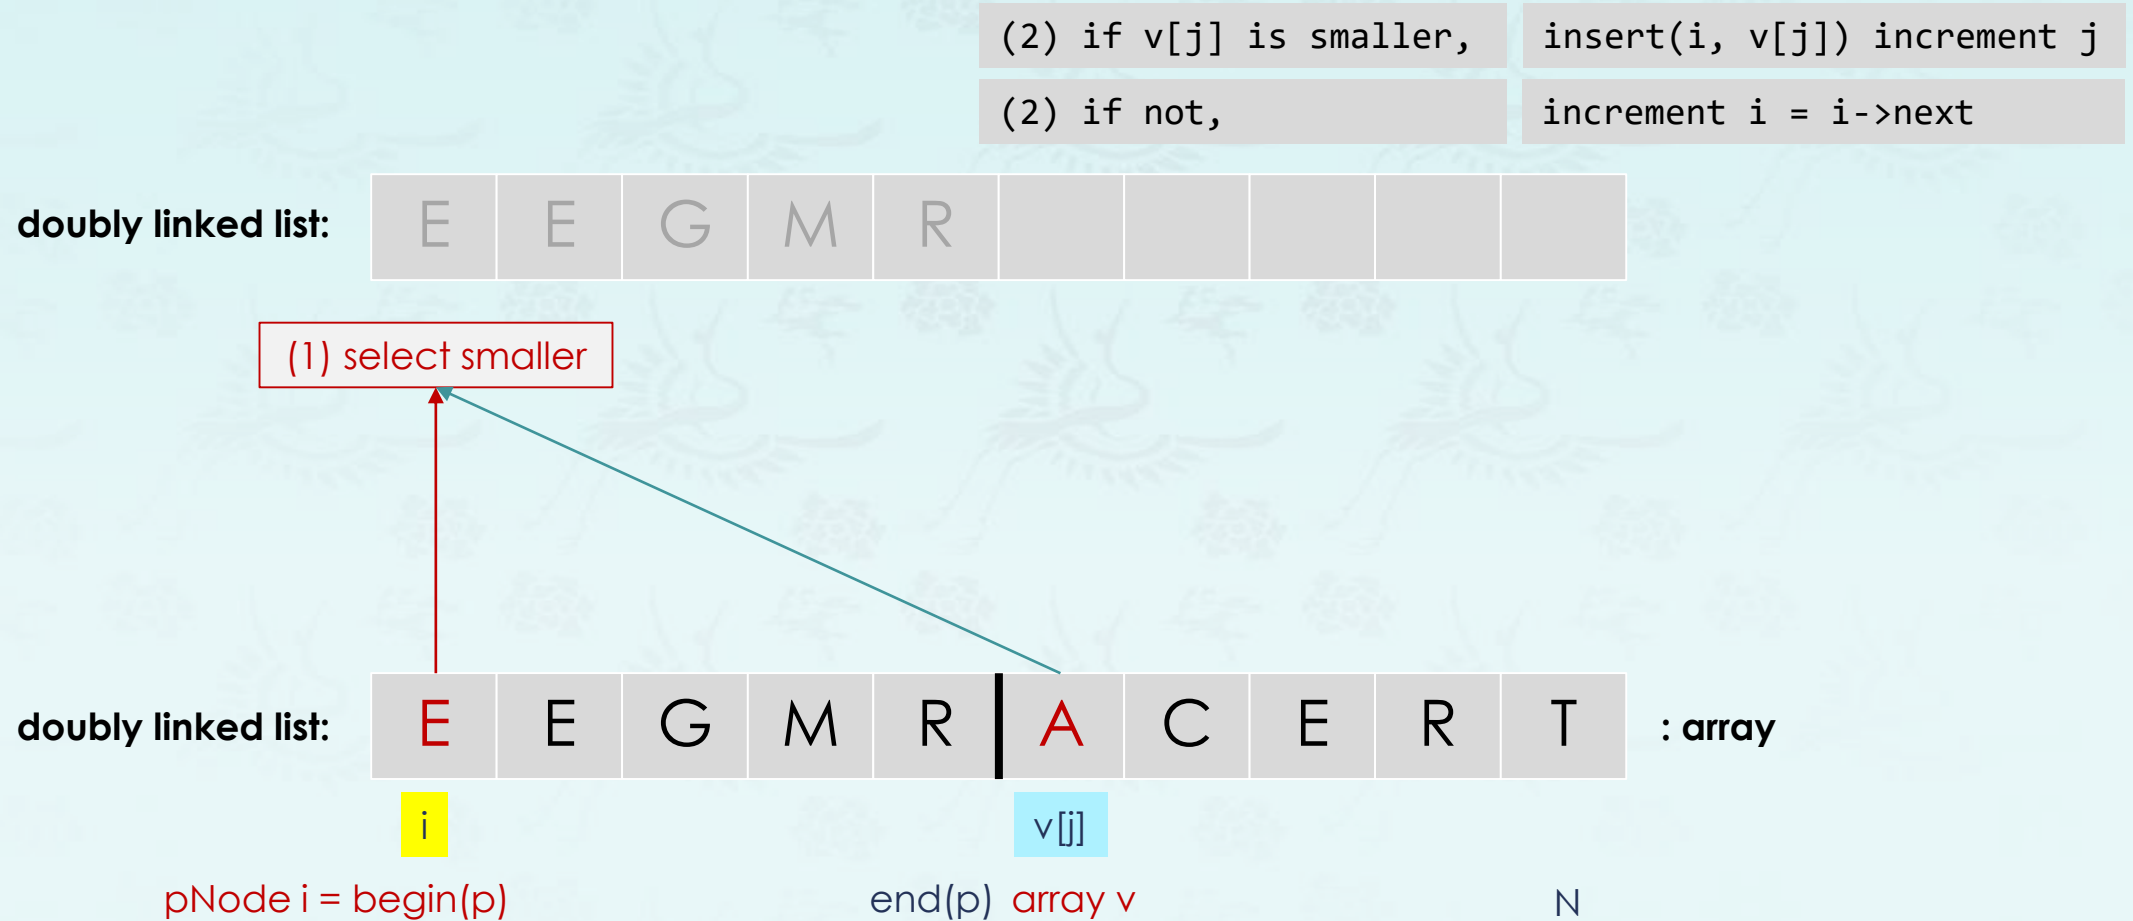 (2) if v[j] is smaller, insert(i, v[j]) increment j
(2) if not, increment i = i->next
doubly linked list: E E G M R
(1) select smaller
doubly linked list: E E G M R A C E R T : array
i v[j]
pNode i = begin(p) end(p) array v N